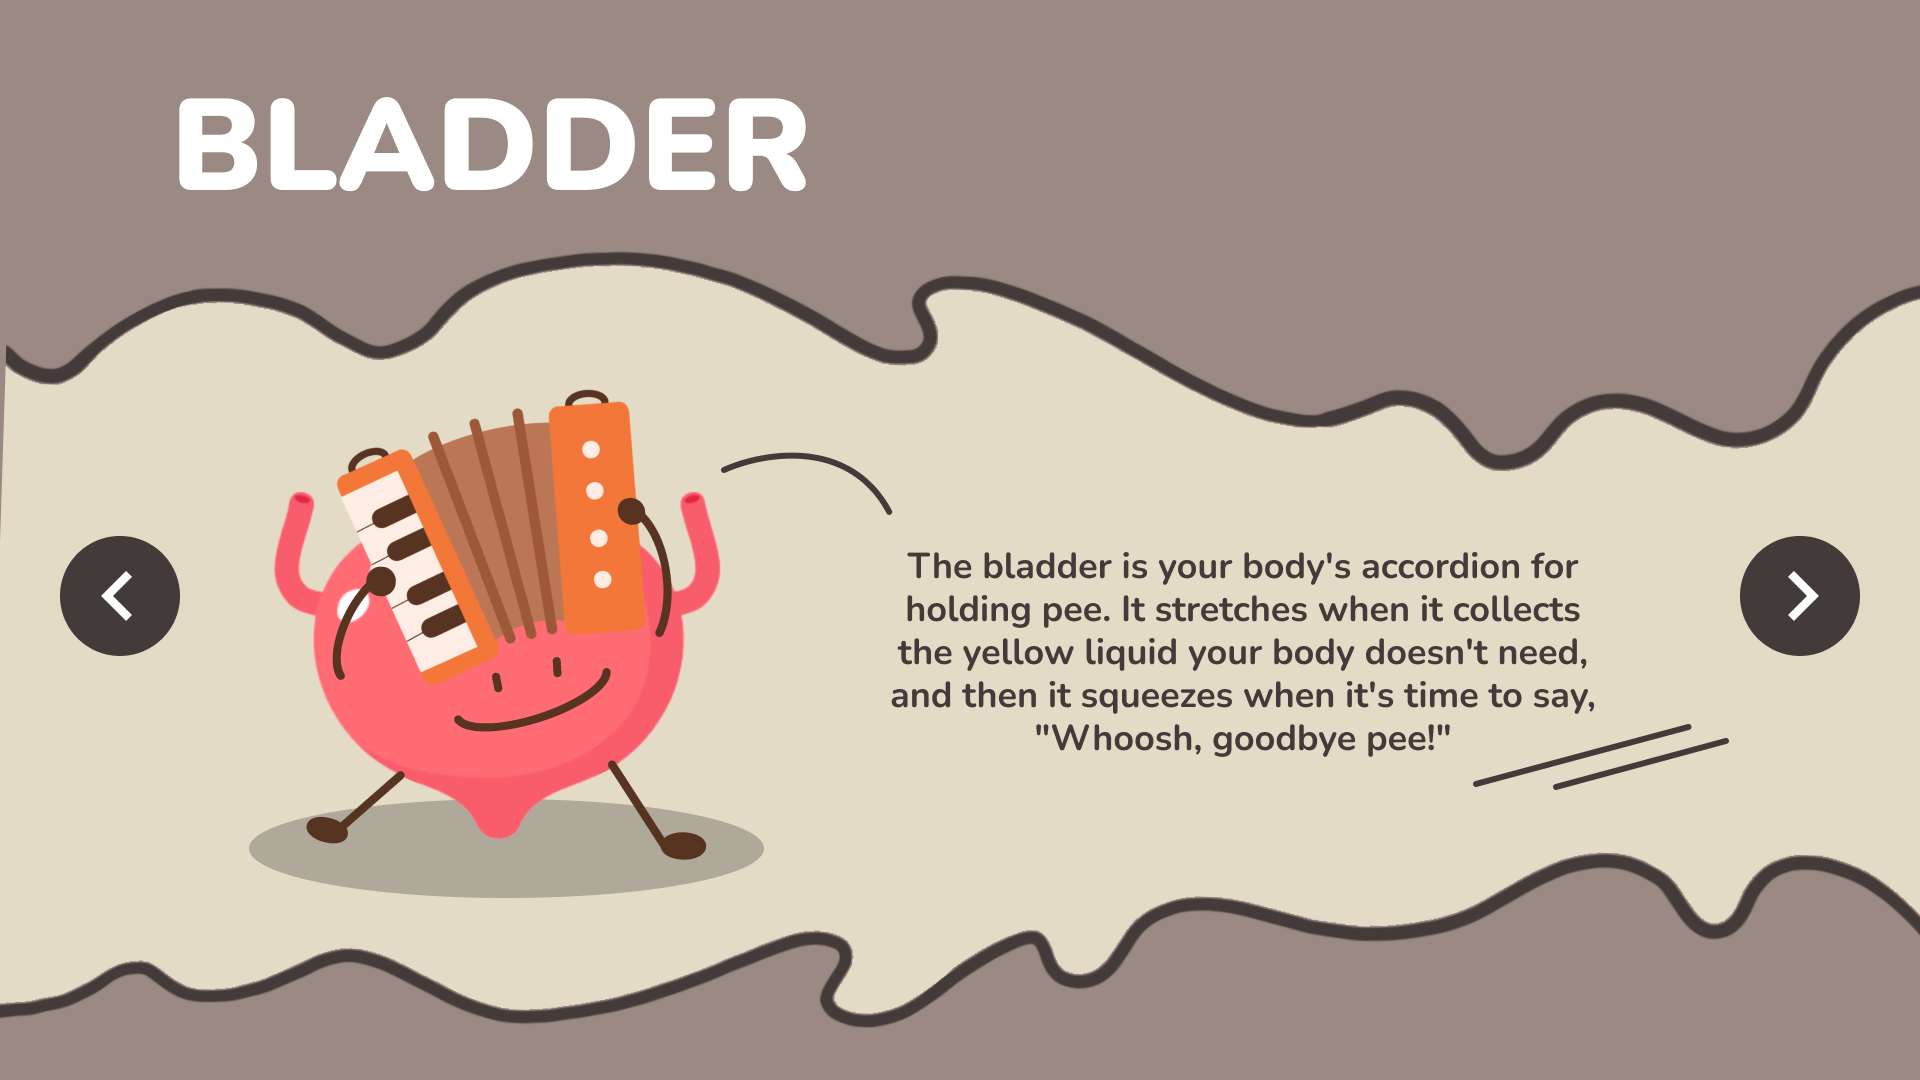 BLADDER
The bladder is your body's accordion for
holding pee. It stretches when it collects
the yellow liquid your body doesn't need,
and then it squeezes when it's time to say,
"Whoosh, goodbye pee!"